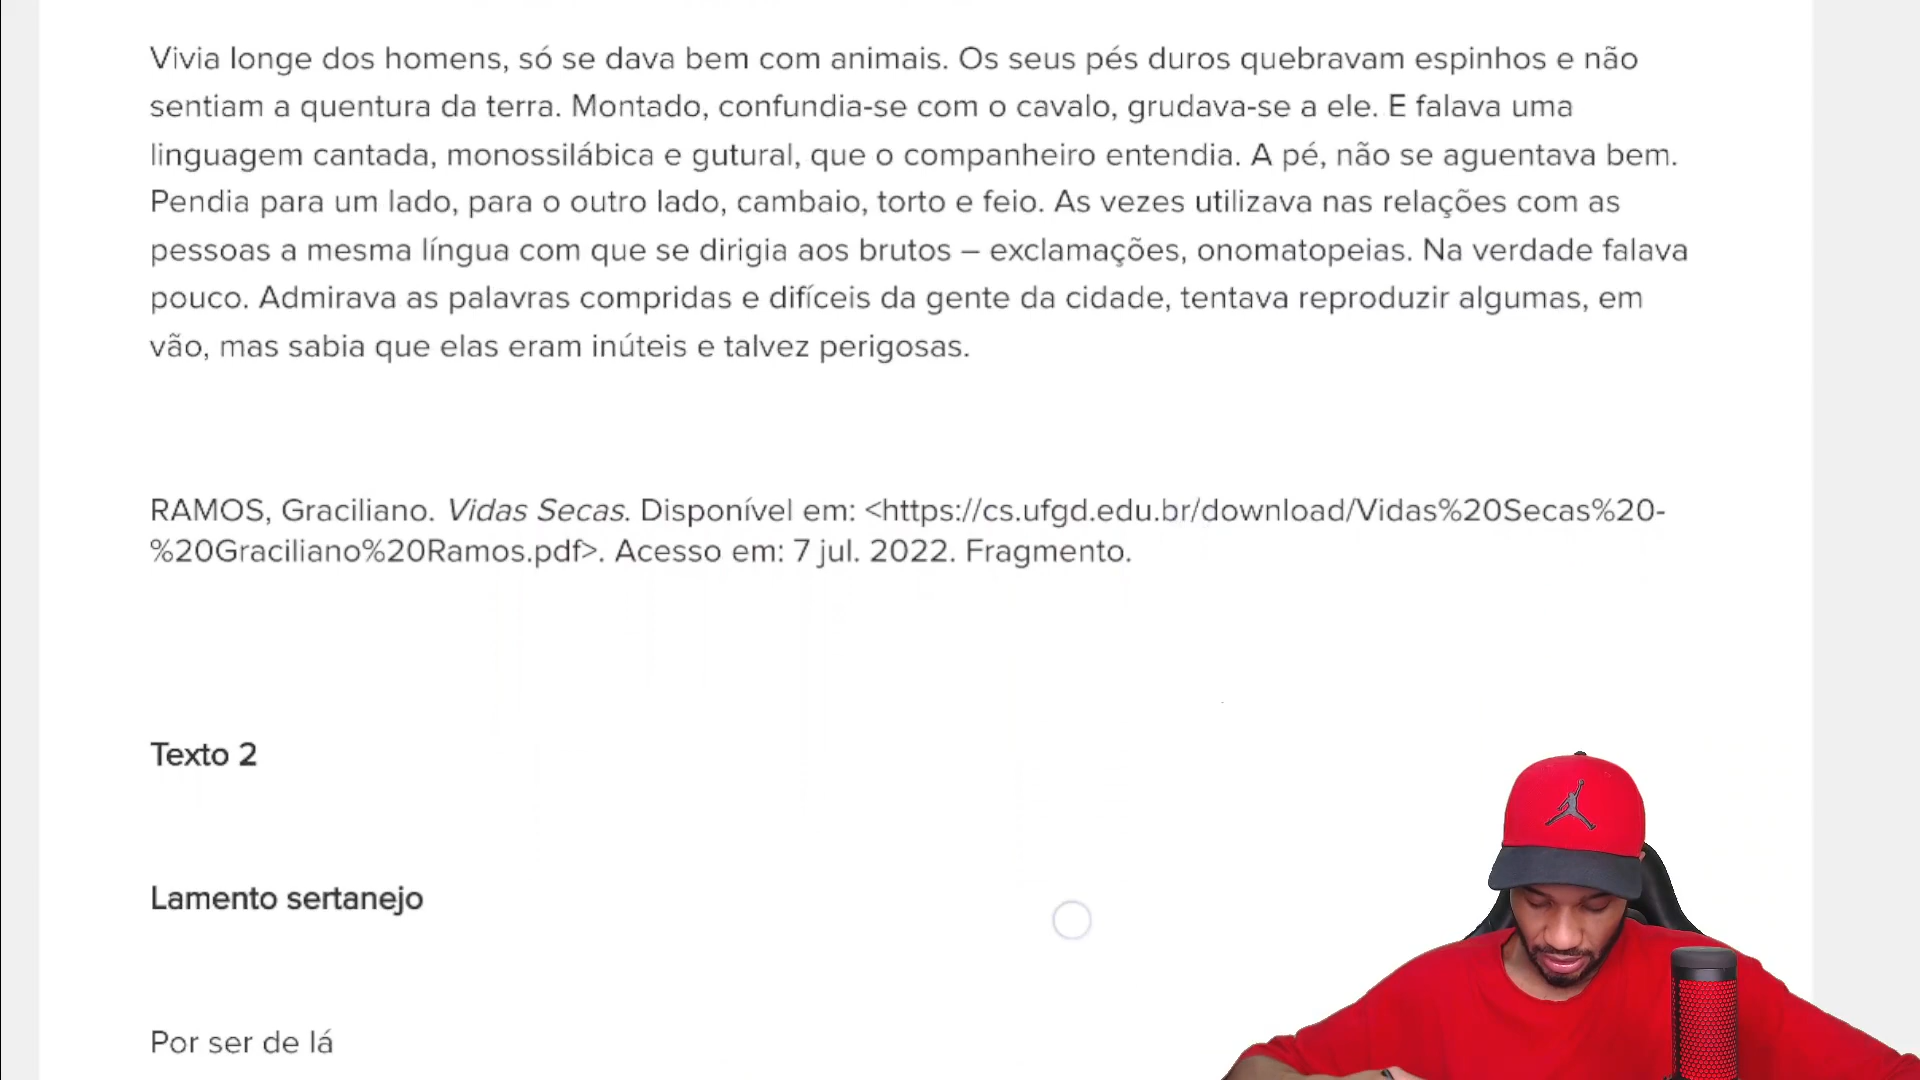 Vivia longe dos homens, só se dava bem com animais. Os seus pés duros quebravam espinhos e não
sentiam a quentura da terra. Montado, confundia-se com o cavalo, grudava-se a ele. E falava uma
linguagem cantada, monossilábica e gutural, que o companheiro entendia. A pé, não se aguentava bem.
Pendia para um lado, para o outro lado, cambaio, torto e feio. As vezes utilizava nas relações com as
pessoas a mesma língua com que se dirigia aos brutos – exclamações, onomatopeias. Na verdade falava
pouco. Admirava as palavras compridas e difíceis da gente da cidade, tentava reproduzir algumas, em
vão, mas sabia que elas eram inúteis e talvez perigosas.
RAMOS, Graciliano. Vidas Secas. Disponível em: <https://cs.ufgd.edu.br/download/Vidas%20Secas%20-
%20Graciliano%20Ramos.pdf>. Acesso em: 7 jul. 2022. Fragmento.
Texto 2
Lamento sertanejo
Por ser de lá